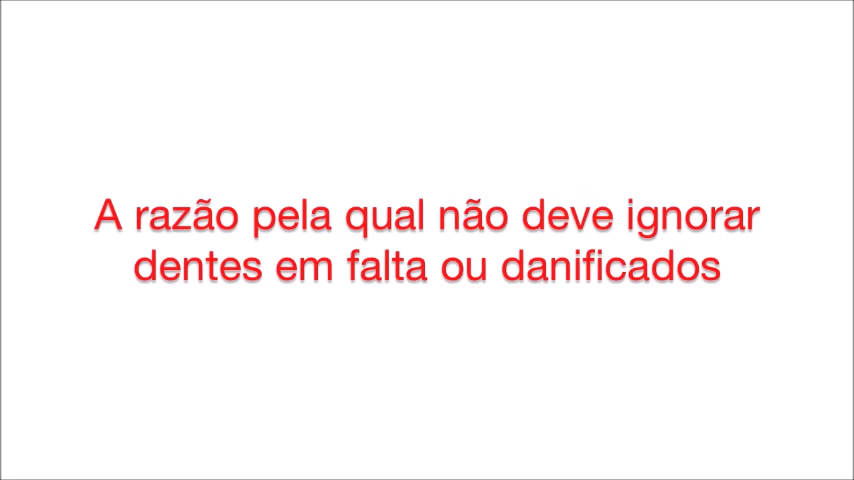 A razão pela qual não deve ignorar
dentes em falta ou danificados